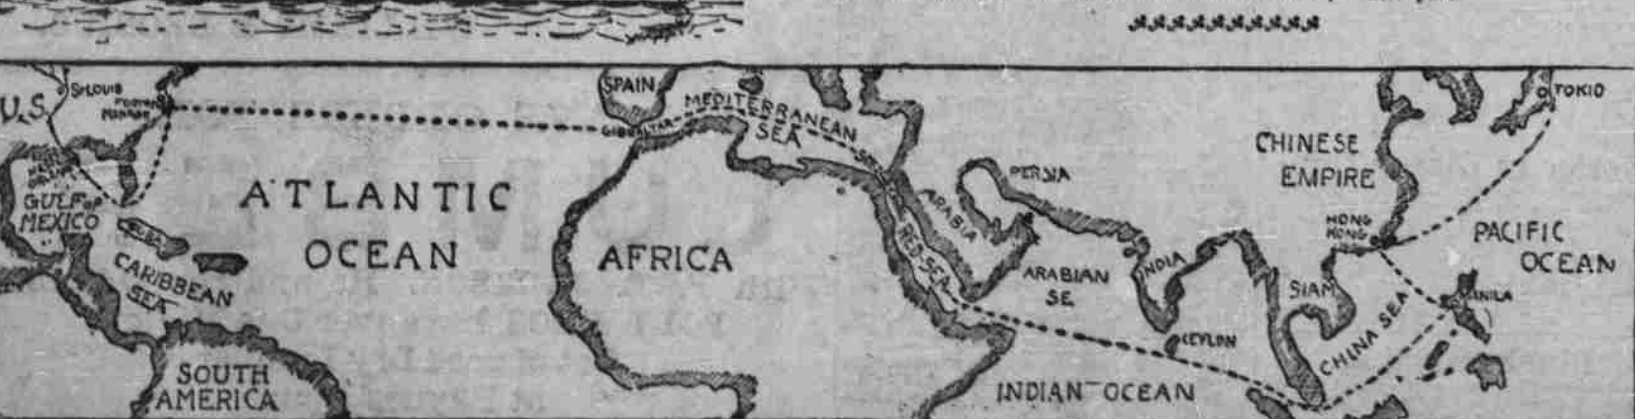 ST. LOUIS
U.S.
FORTRESS
MONROE
GULF OF
MEXICO
CUBA
CARIBBEAN
SEA
SOUTH
AMERICA
ATLANTIC
OCEAN
SPAIN
GIBRALTAR
MEDITERRANEAN
SEA
AFRICA
RED SEA
ARABIA
PERSIA
ARABIAN
SE.
INDIA
CEYLON
INDIAN OCEAN
SIAM
CHINA SEA
CHINESE
EMPIRE
HONG
KONG
MANILA
TOKIO
PACIFIC
OCEAN